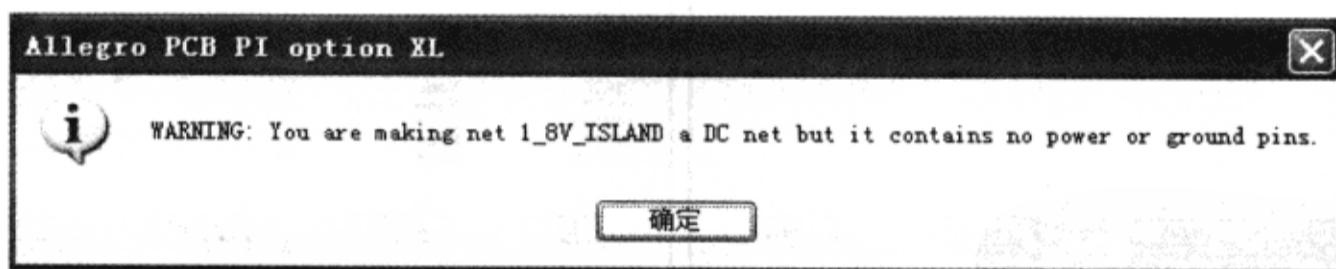 Allegro PCB PI option XL
WARNING: You are making net 1_8V_ISLAND a DC net but it contains no power or ground pins.
确定